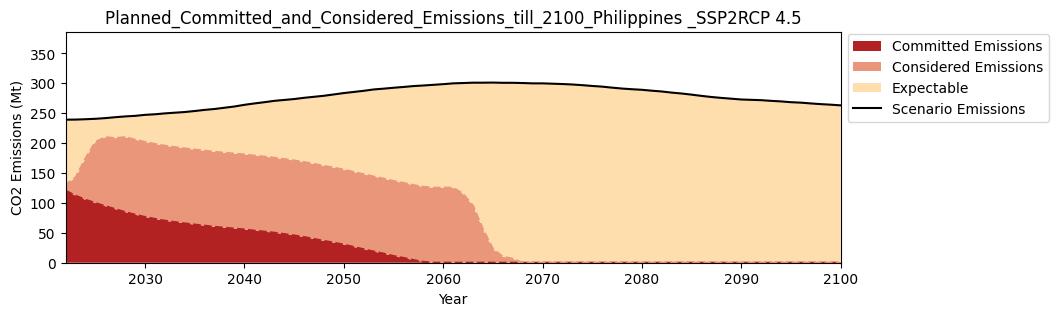 Planned_Committed_and_Considered_Emissions_till_2100_Philippines _SSP2RCP 4.5
Committed Emissions
Considered Emissions
Expectable
Scenario Emissions
CO2 Emissions (Mt)
350
300
250
200
150
100
50
0
2030 2040 2050 2060 2070 2080 2090 2100
Year